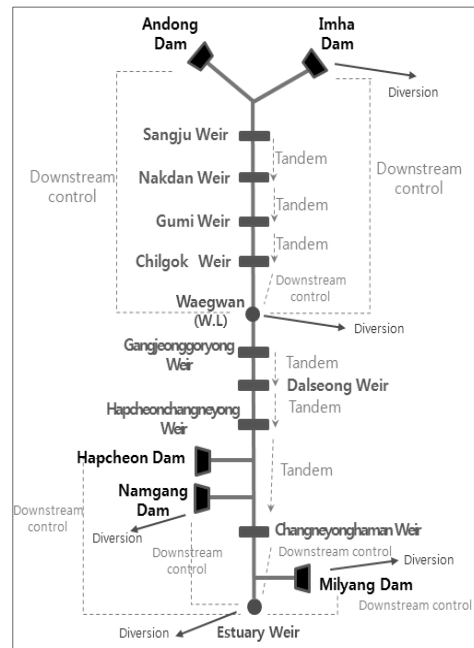 Andong
Dam
Imha
Dam
Diversion
Sangju Weir
Tandem
Downstream
control
Nakdan Weir
Downstream
control
Tandem
Gumi Weir
Tandem
Chilgok Weir
Downstream
control
Waegwan
(W.L)
Diversion
Gangjeonggoryong
Weir
Tandem
Dalseong Weir
Tandem
Hapcheonchangneyong
Weir
Hapcheon Dam
Tandem
Namgang
Dam
Downstream
control
Diversion
Changneyonghaman Weir
Downstream
control
Downstream control
Diversion
Milyang Dam
Downstream control
Diversion
Estuary Weir